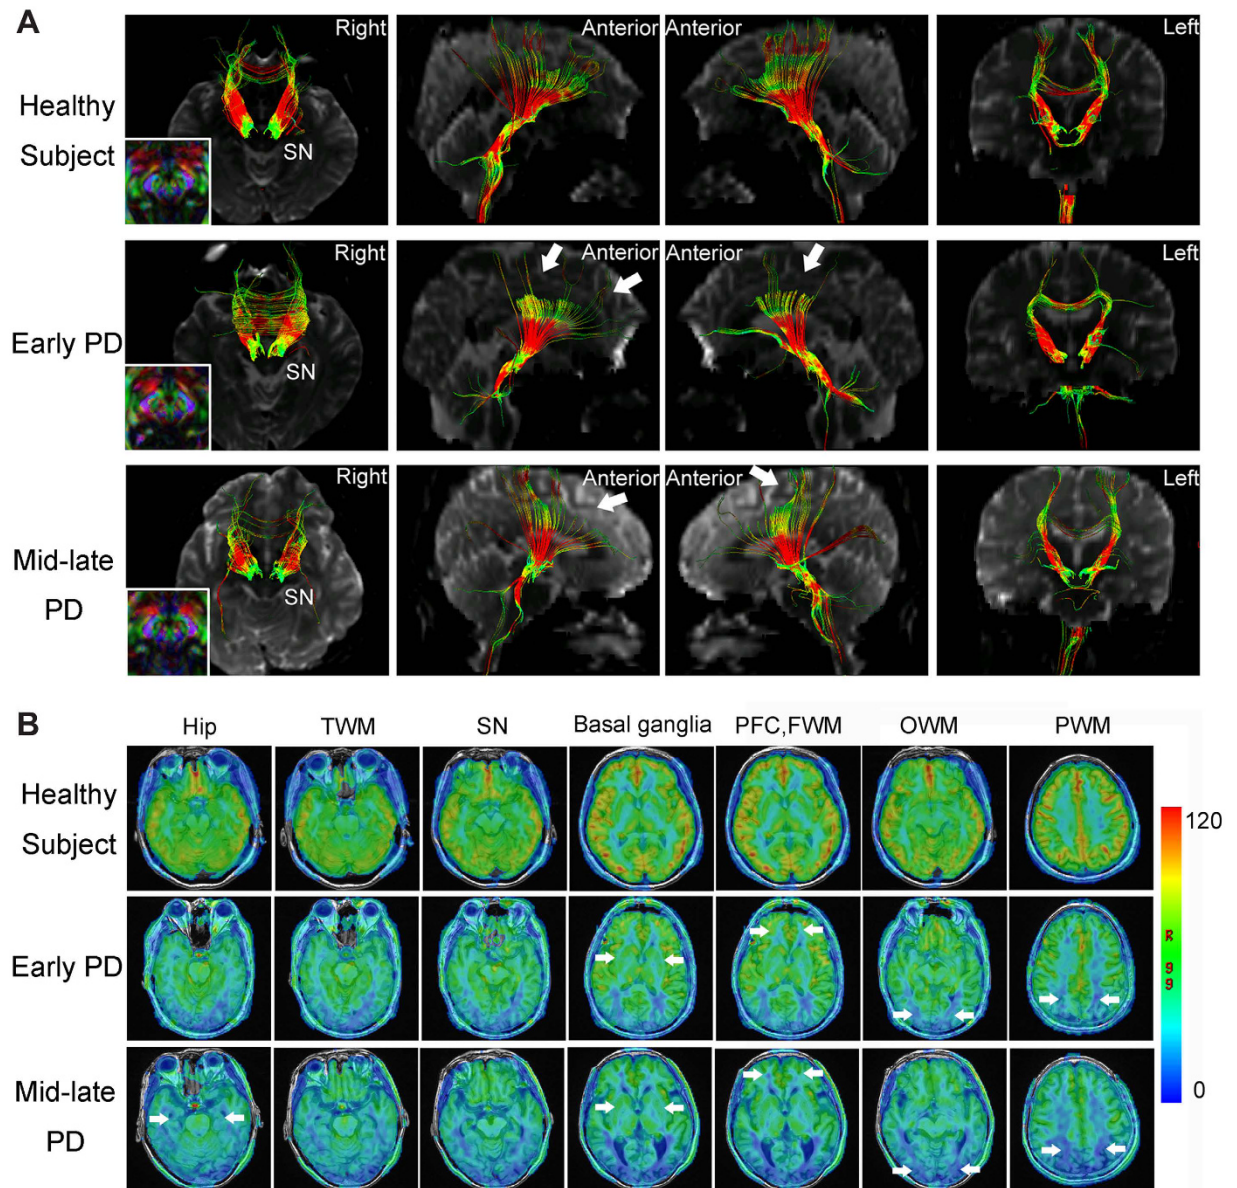 A
Healthy
Subject
Right
Anterior
Anterior
Left
SN
Early PD
Right
Anterior
Anterior
Left
SN
Mid-late
PD
Right
Anterior
Anterior
Left
SN
B
Hip TWM SN Basal ganglia PFC,FWM OWM PWM
Healthy
Subject
120
Early PD
R
9
9
0
Mid-late
PD